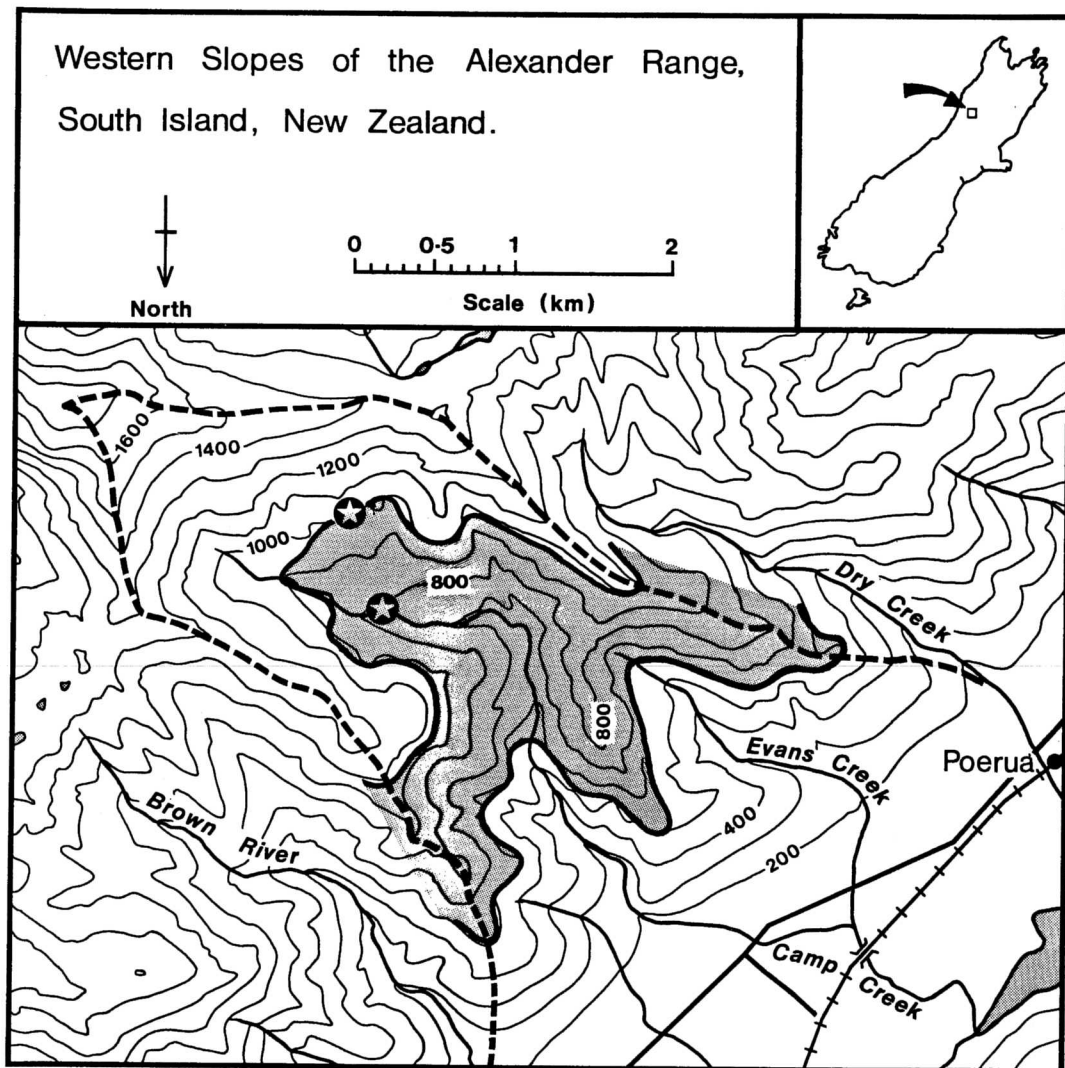 Western Slopes of the Alexander Range,
South Island, New Zealand.
North
0 0·5 1 2
Scale (km)
1600
1400
1200
1000
800
800
Dry Creek
Evans' Creek
Poerua
Brown River
400
200
Camp Creek